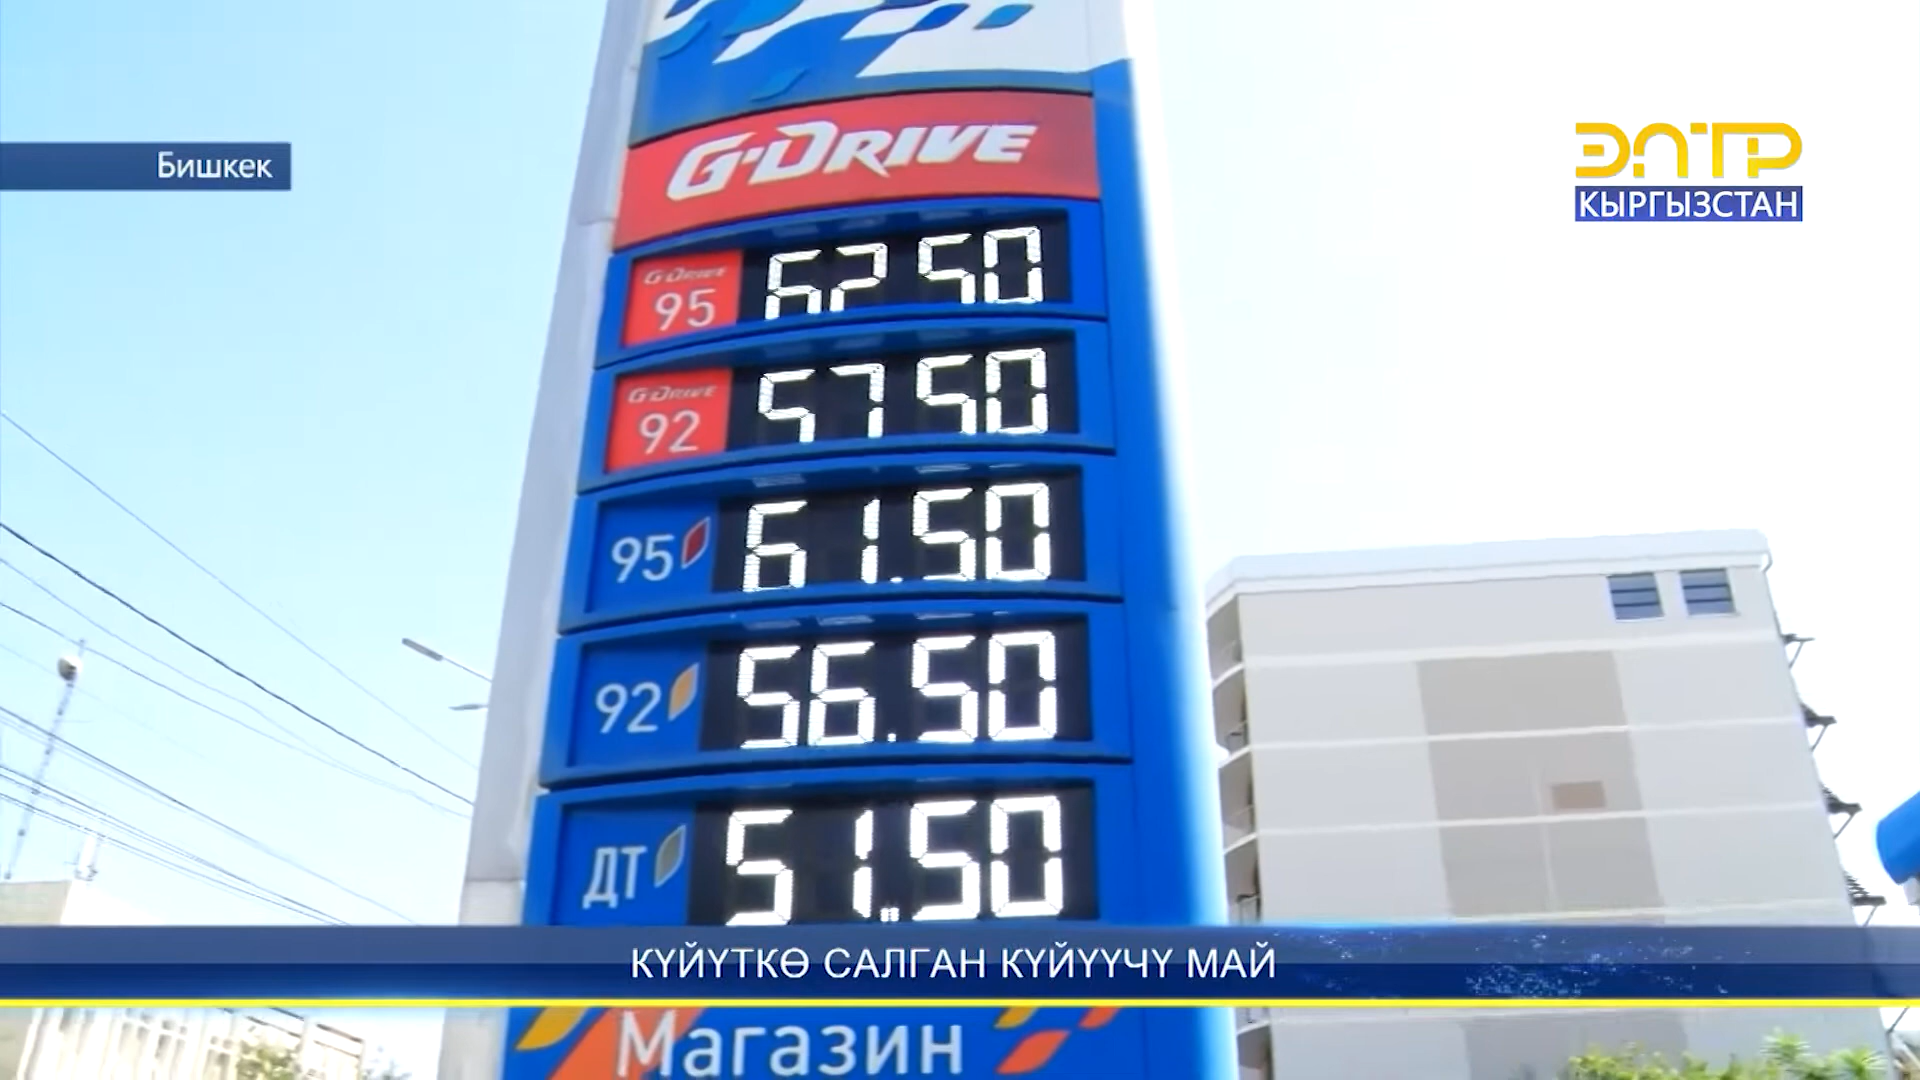 Бишкек
ЭЛТР
КЫРГЫЗСТАН
G-DRIVE
G-DRIVE
95 62 50
G-DRIVE
92 57 50
95 61.50
92 56.50
ДТ 51.50
КҮЙҮТКӨ САЛГАН КҮЙҮҮЧҮ МАЙ
Магазин